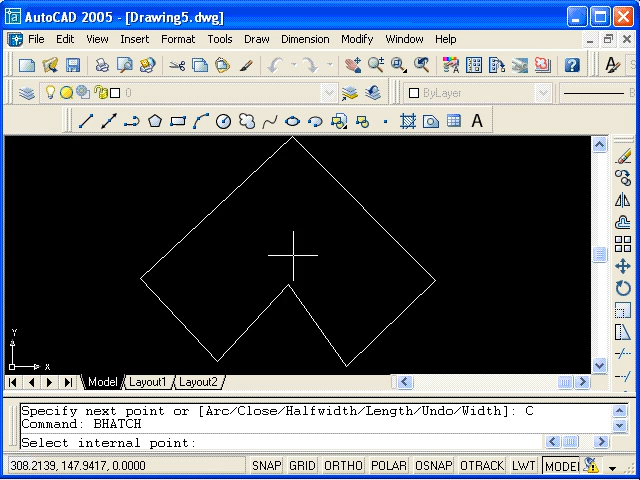 AutoCAD 2005 - [Drawing5.dwg]
File Edit View Insert Format Tools Draw Dimension Modify Window Help
0 ByLayer
A
Y
X
Model Layout1 Layout2
Specify next point or [Arc/Close/Halfwidth/Length/Undo/Width]: C
Command: BHATCH
Select internal point:
308.2139, 147.9417, 0.0000 SNAP GRID ORTHO POLAR OSNAP OTRACK LWT MODEL